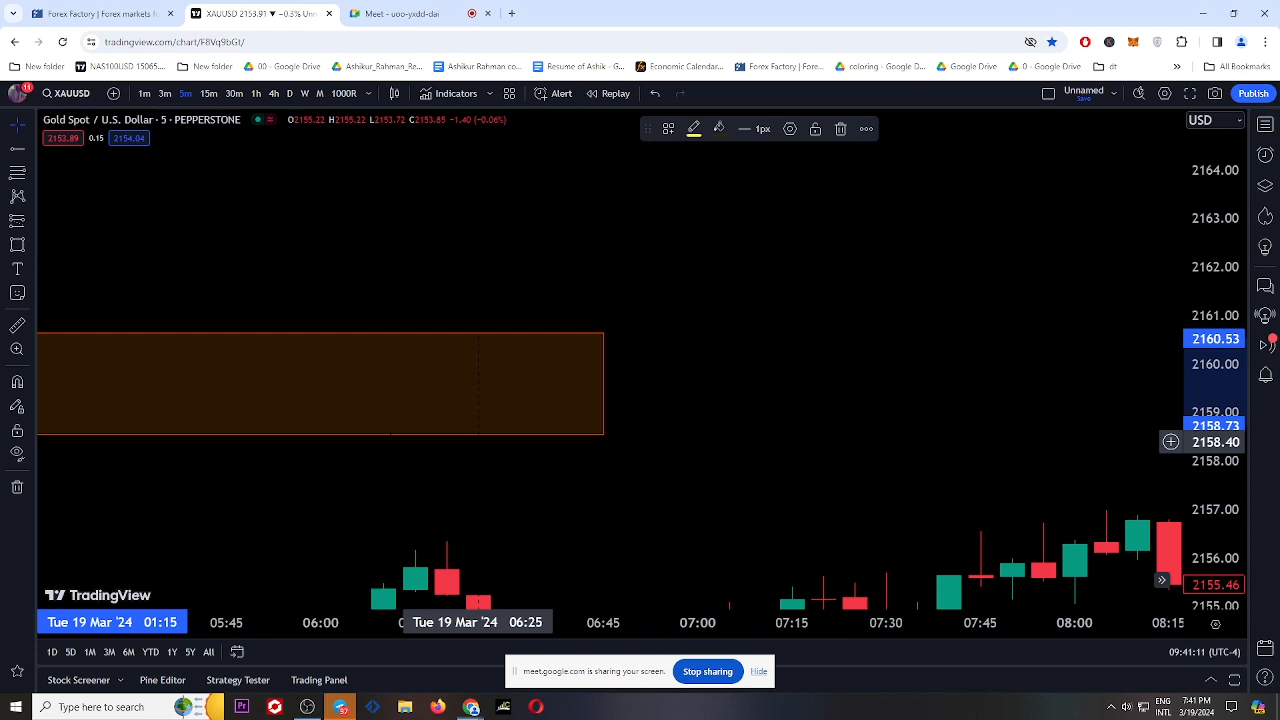 Forex Factory | Forex markets fo
XAUUSD 2153.91 ▼ −0.3% Un
Meet - uoo-yxdd-dai
tradingview.com/chart/F8Vq9bGt/
New folder
NAS100USD 15065...
New folder
00 - Google Drive
Ashikur_Rahman_Re...
Ashikur Rahman co...
Resume of Ashik - G...
Economic Calendar...
Forex Factory | Fore...
coloring - Google D...
Google Drive
0 - Google Drive
dt
»
All Bookmarks
11
XAUUSD
1m 3m 5m 15m 30m 1h 4h D W M 1000R
Indicators
Alert
Replay
Unnamed
Save
Publish
Gold Spot / U.S. Dollar · 5 · PEPPERSTONE
O2155.22 H2155.22 L2153.72 C2153.85 −1.40 (−0.06%)
2153.89 0.15 2154.04
1px
USD
2164.00
2163.00
2162.00
2161.00
2160.53
2160.00
2159.00
2158.73
2158.40
2158.00
2157.00
2156.00
2155.46
2155.00
TradingView
Tue 19 Mar '24 01:15
05:45
06:00
Tue 19 Mar '24 06:25
06:45
07:00
07:15
07:30
07:45
08:00
08:15
1D 5D 1M 3M 6M YTD 1Y 5Y All
09:41:11 (UTC-4)
meet.google.com is sharing your screen.
Stop sharing
Hide
Stock Screener
Pine Editor
Strategy Tester
Trading Panel
Type here to search
ENG
INTL
7:41 PM
3/19/2024